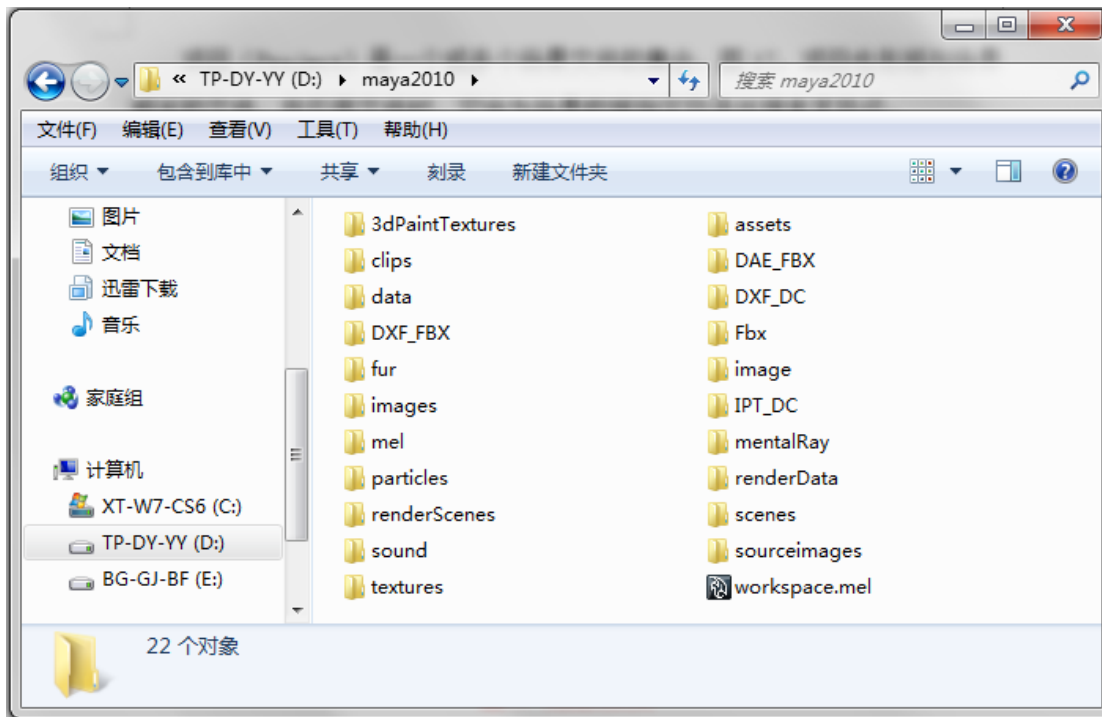 « TP-DY-YY (D:) ▸ maya2010 ▸ 搜索 maya2010
文件(F) 编辑(E) 查看(V) 工具(T) 帮助(H)
组织 包含到库中 共享 刻录 新建文件夹
图片
文档
迅雷下载
音乐
家庭组
计算机
XT-W7-CS6 (C:)
TP-DY-YY (D:)
BG-GJ-BF (E:)
3dPaintTextures assets
clips DAE_FBX
data DXF_DC
DXF_FBX Fbx
fur image
images IPT_DC
mel mentalRay
particles renderData
renderScenes scenes
sound sourceimages
textures workspace.mel
22 个对象